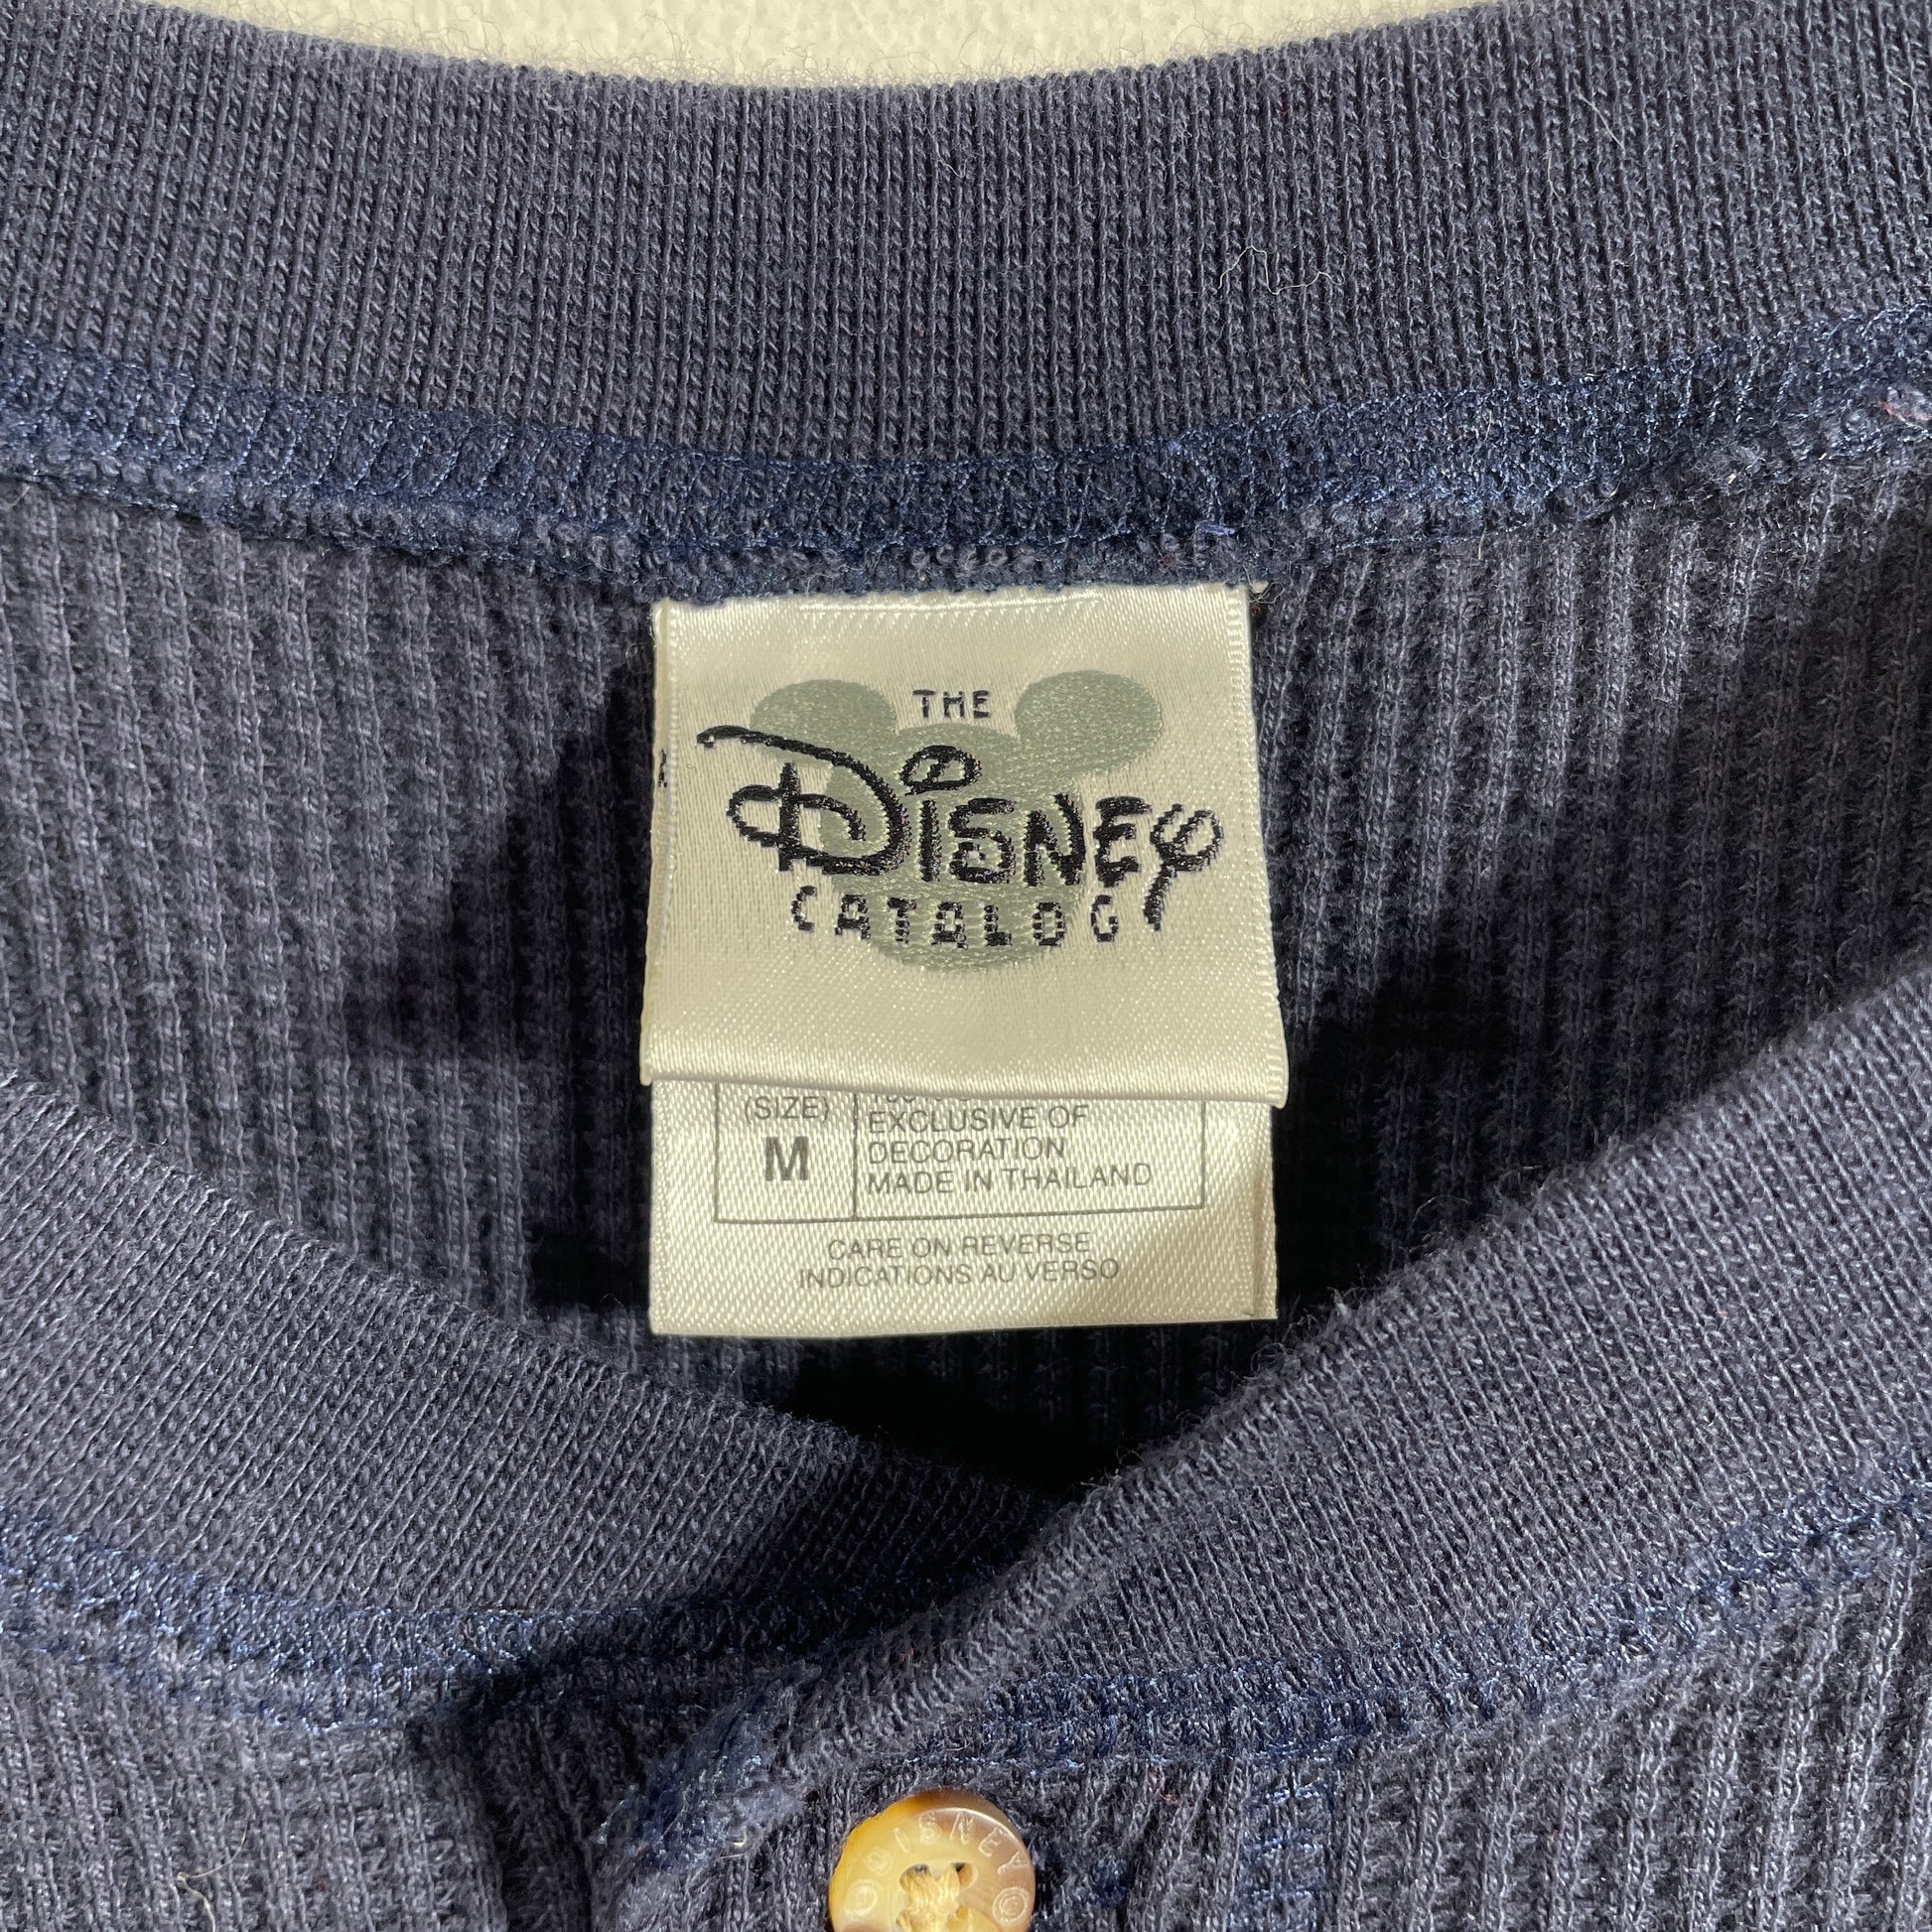 THE
DISNEY
CATALOG
(SIZE)
M
EXCLUSIVE OF
DECORATION
MADE IN THAILAND
CARE ON REVERSE
INDICATIONS AU VERSO
© DISNEY ©